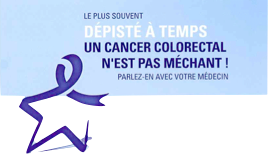 LE PLUS SOUVENT
DÉPISTÉ À TEMPS
UN CANCER COLORECTAL
N'EST PAS MÉCHANT !
PARLEZ-EN AVEC VOTRE MÉDECIN